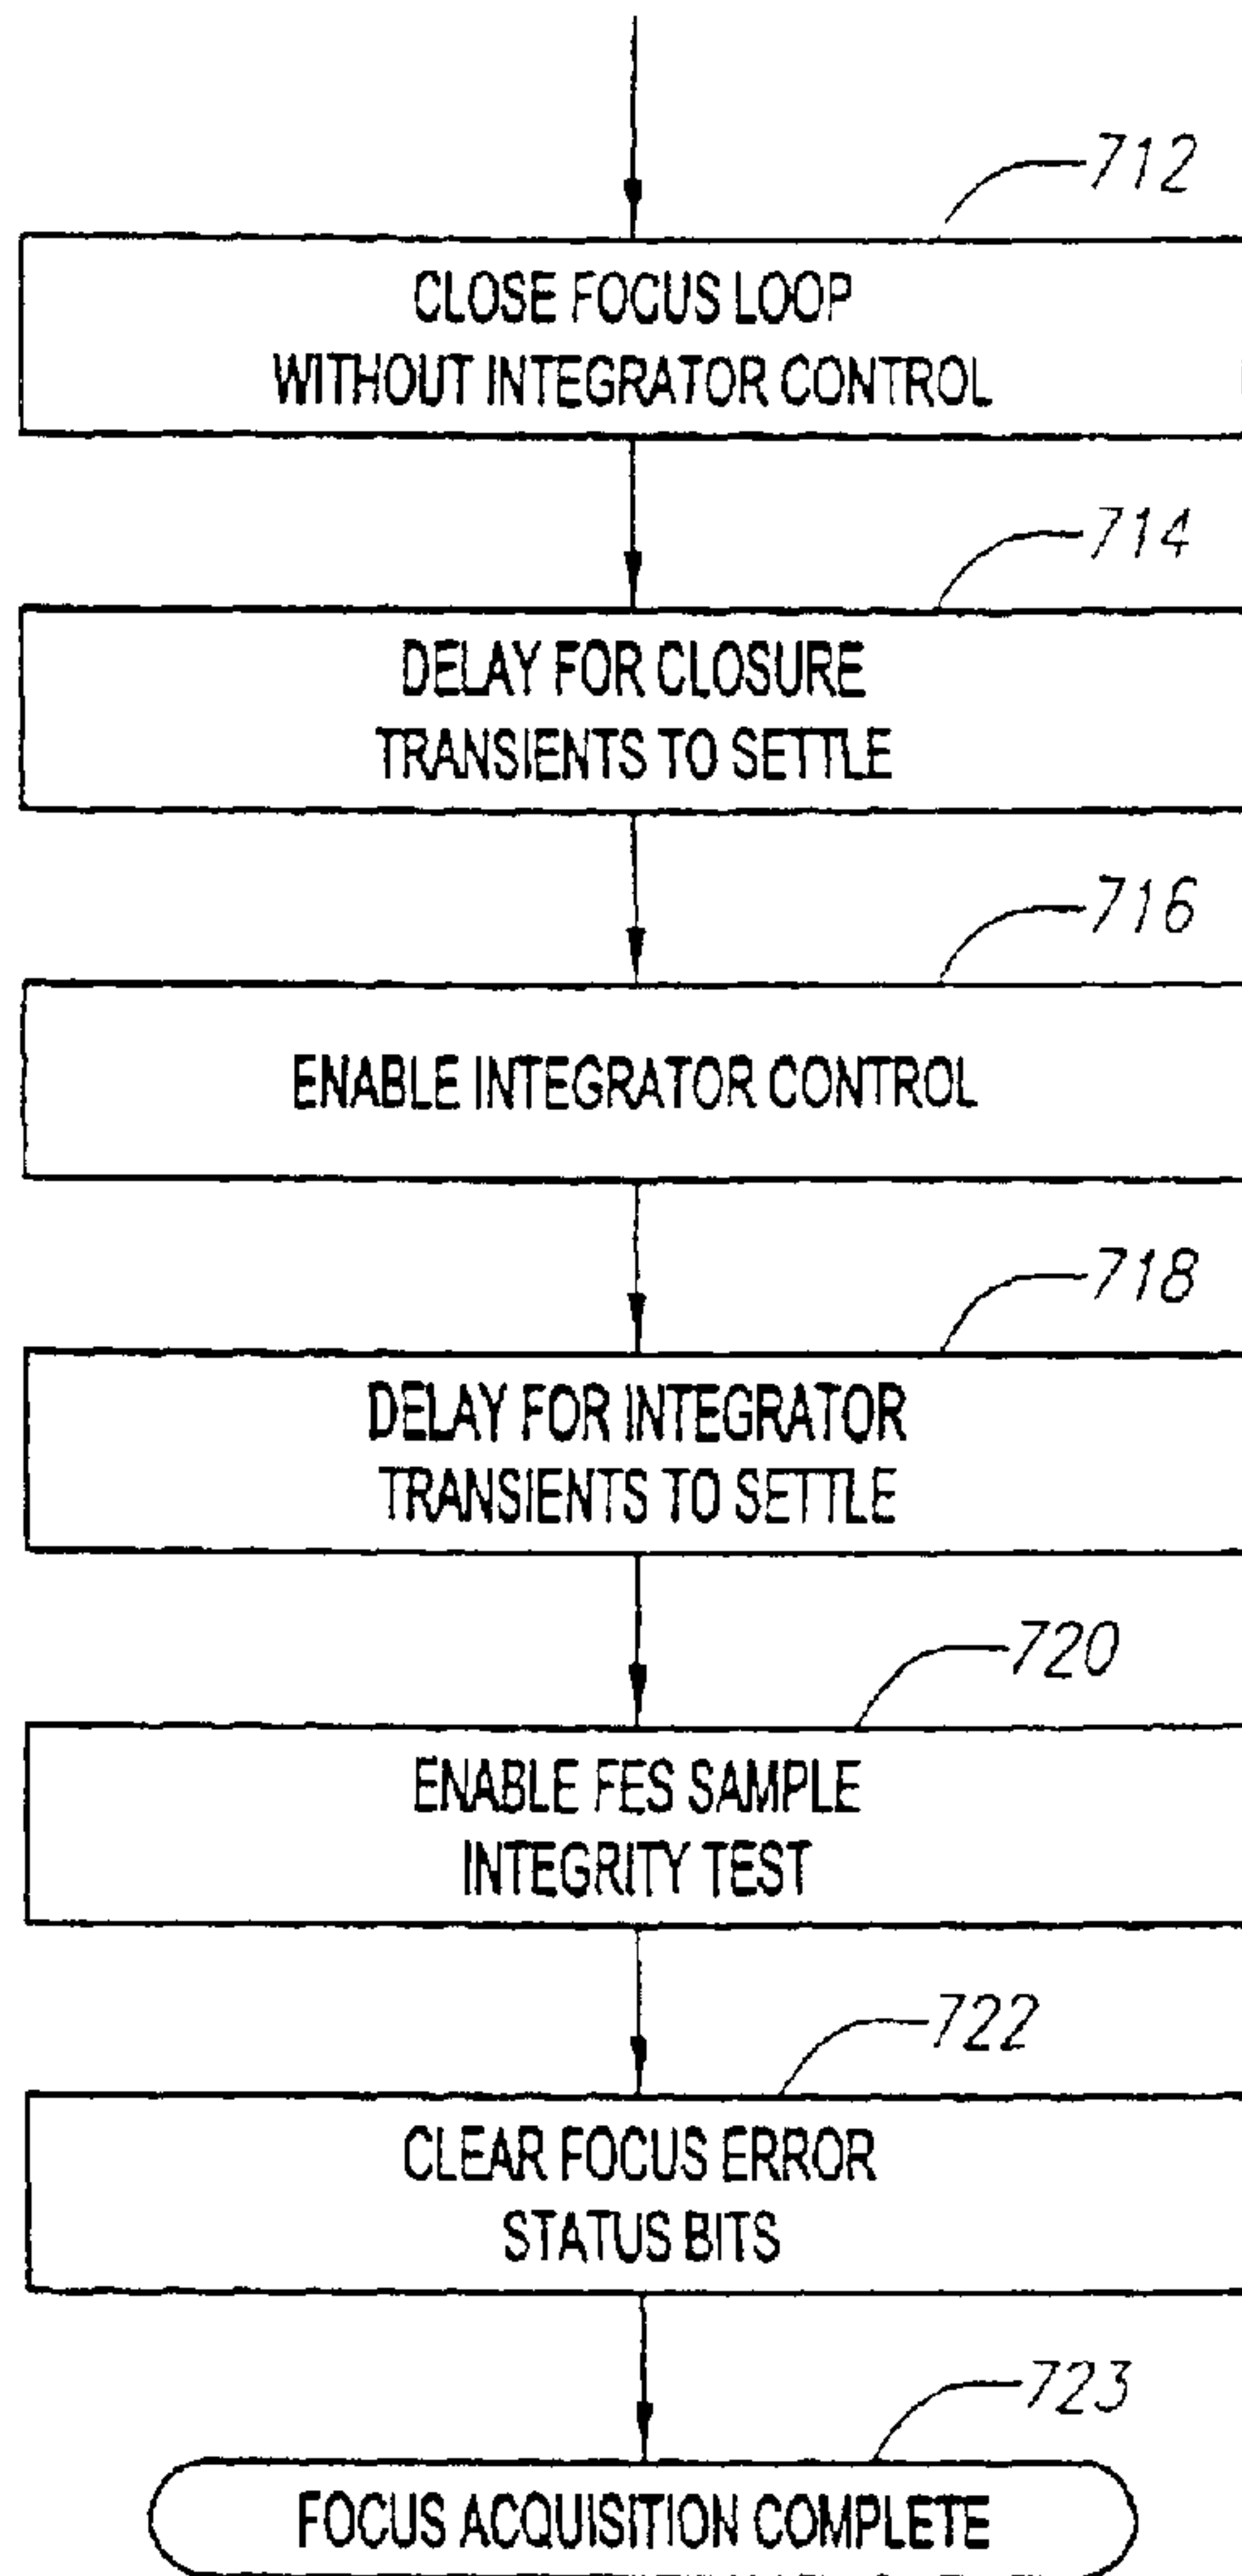 712
CLOSE FOCUS LOOP
WITHOUT INTEGRATOR CONTROL
714
DELAY FOR CLOSURE
TRANSIENTS TO SETTLE
716
ENABLE INTEGRATOR CONTROL
718
DELAY FOR INTEGRATOR
TRANSIENTS TO SETTLE
720
ENABLE FES SAMPLE
INTEGRITY TEST
722
CLEAR FOCUS ERROR
STATUS BITS
723
FOCUS ACQUISITION COMPLETE